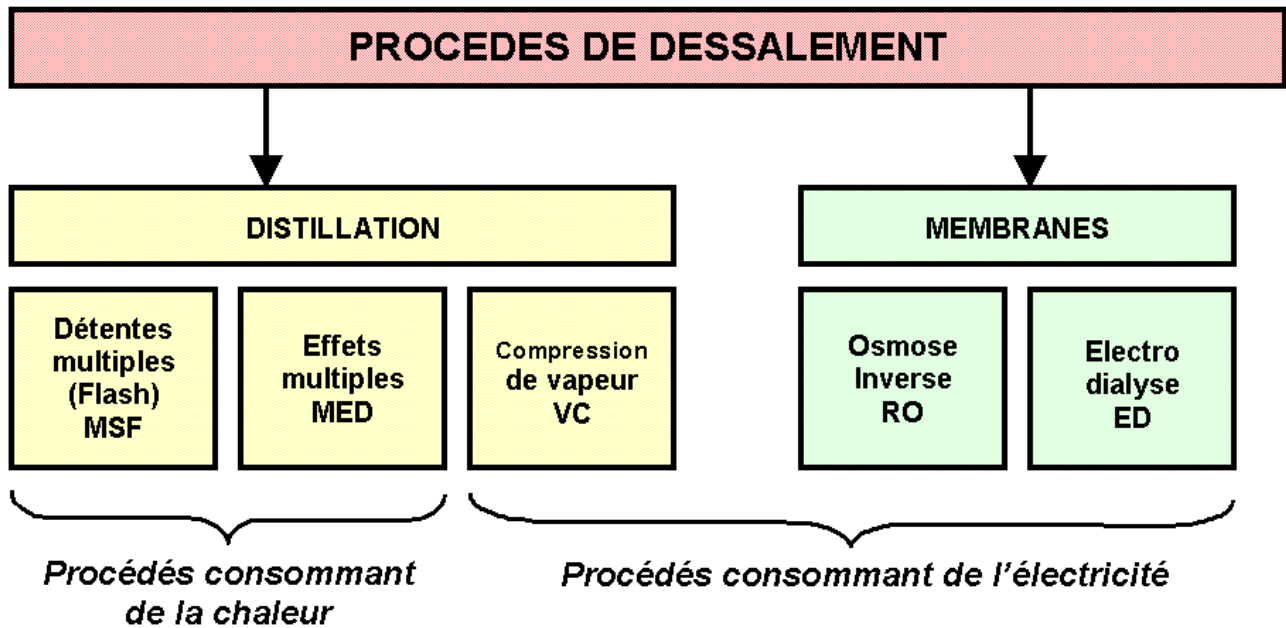 PROCEDES DE DESSALEMENT
DISTILLATION
MEMBRANES
Détentes
multiples
(Flash)
MSF
Effets
multiples
MED
Compression
de vapeur
VC
Osmose
Inverse
RO
Electro
dialyse
ED
Procédés consommant
de la chaleur
Procédés consommant de l'électricité